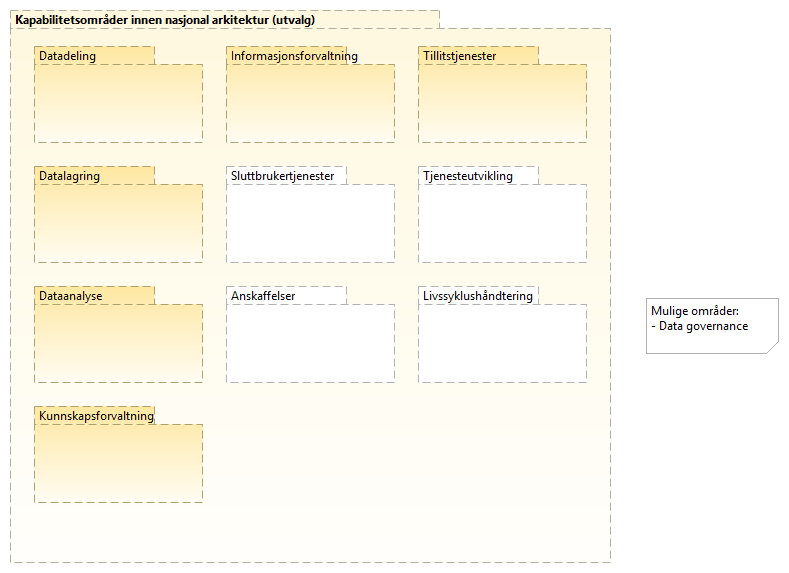 Kapabilitetsområder innen nasjonal arkitektur (utvalg)
Datadeling
Informasjonsforvaltning
Tillitstjenester
Datalagring
Sluttbrukertjenester
Tjenesteutvikling
Dataanalyse
Anskaffelser
Livssyklushåndtering
Kunnskapsforvaltning
Mulige områder:
- Data governance